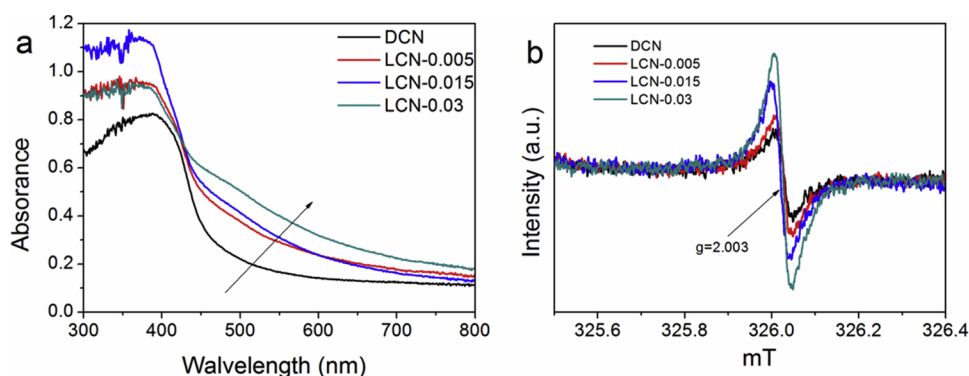 a
DCN
LCN-0.005
LCN-0.015
LCN-0.03
1.2
1.0
0.8
0.6
0.4
0.2
0.0
Absorbance
300 400 500 600 700 800
Wavelength (nm)
b
DCN
LCN-0.005
LCN-0.015
LCN-0.03
g=2.003
Intensity (a.u.)
325.6 325.8 326.0 326.2 326.4
mT